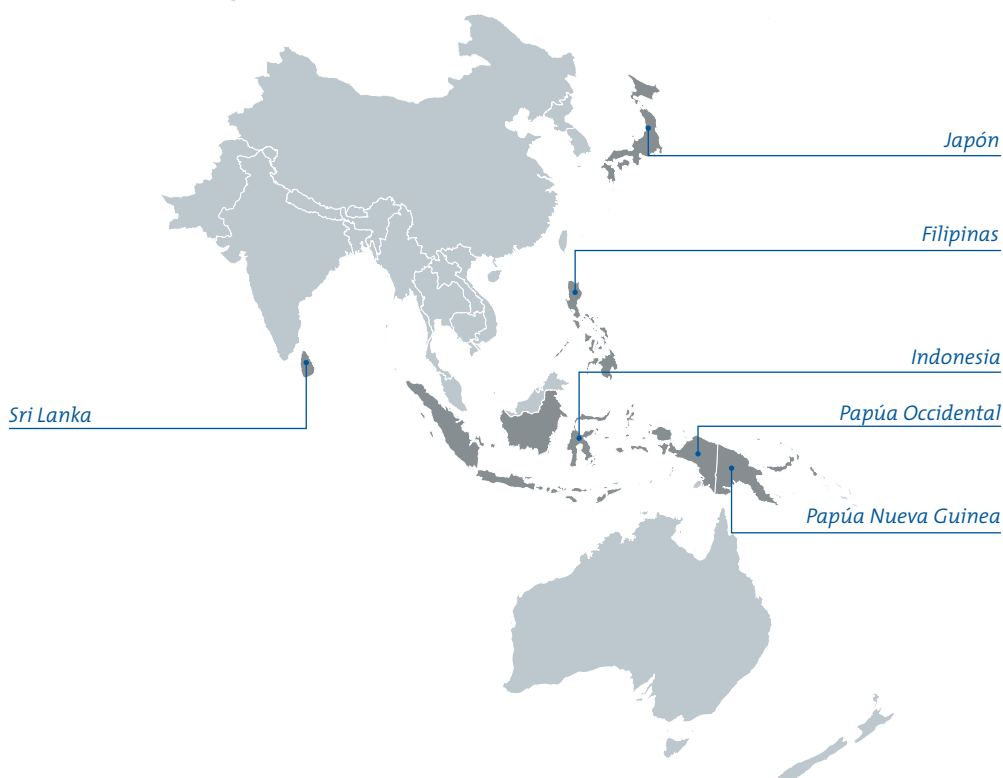 Japón
Filipinas
Indonesia
Sri Lanka
Papúa Occidental
Papúa Nueva Guinea